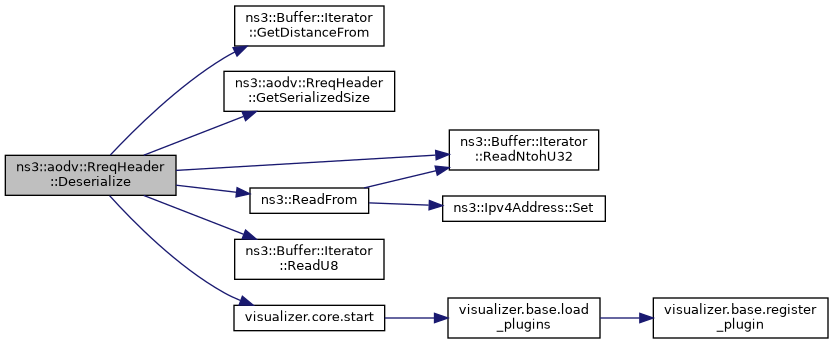 ns3::Buffer::Iterator
::GetDistanceFrom
ns3::aodv::RreqHeader
::GetSerializedSize
ns3::Buffer::Iterator
::ReadNtohU32
ns3::aodv::RreqHeader
::Deserialize
ns3::ReadFrom
ns3::Ipv4Address::Set
ns3::Buffer::Iterator
::ReadU8
visualizer.core.start
visualizer.base.load
_plugins
visualizer.base.register
_plugin